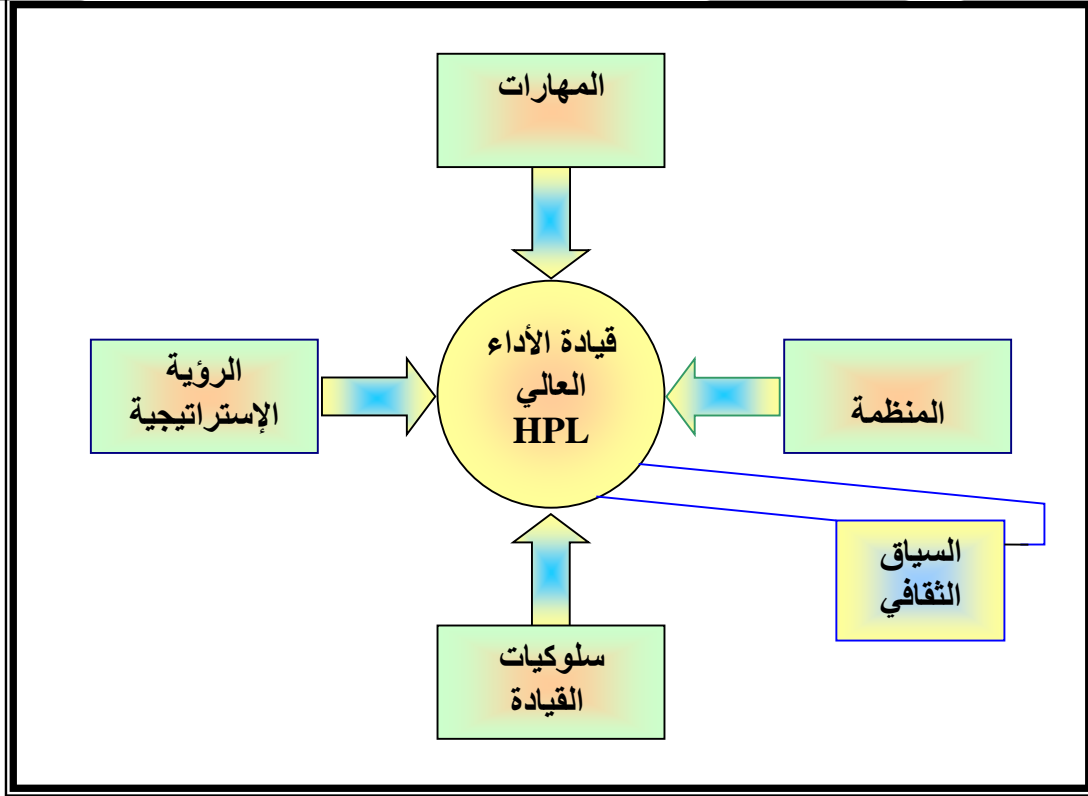 المهارات
قيادة الأداء
العالي
HPL
الرؤية
الإستراتيجية
المنظمة
السياق
الثقافي
سلوكيات
القيادة